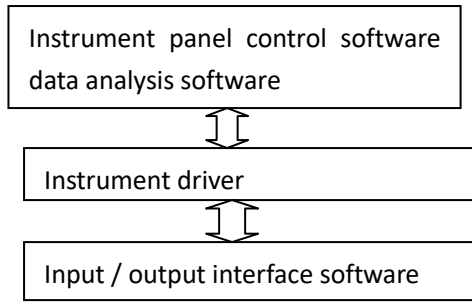 Instrument panel control software
data analysis software
Instrument driver
Input / output interface software